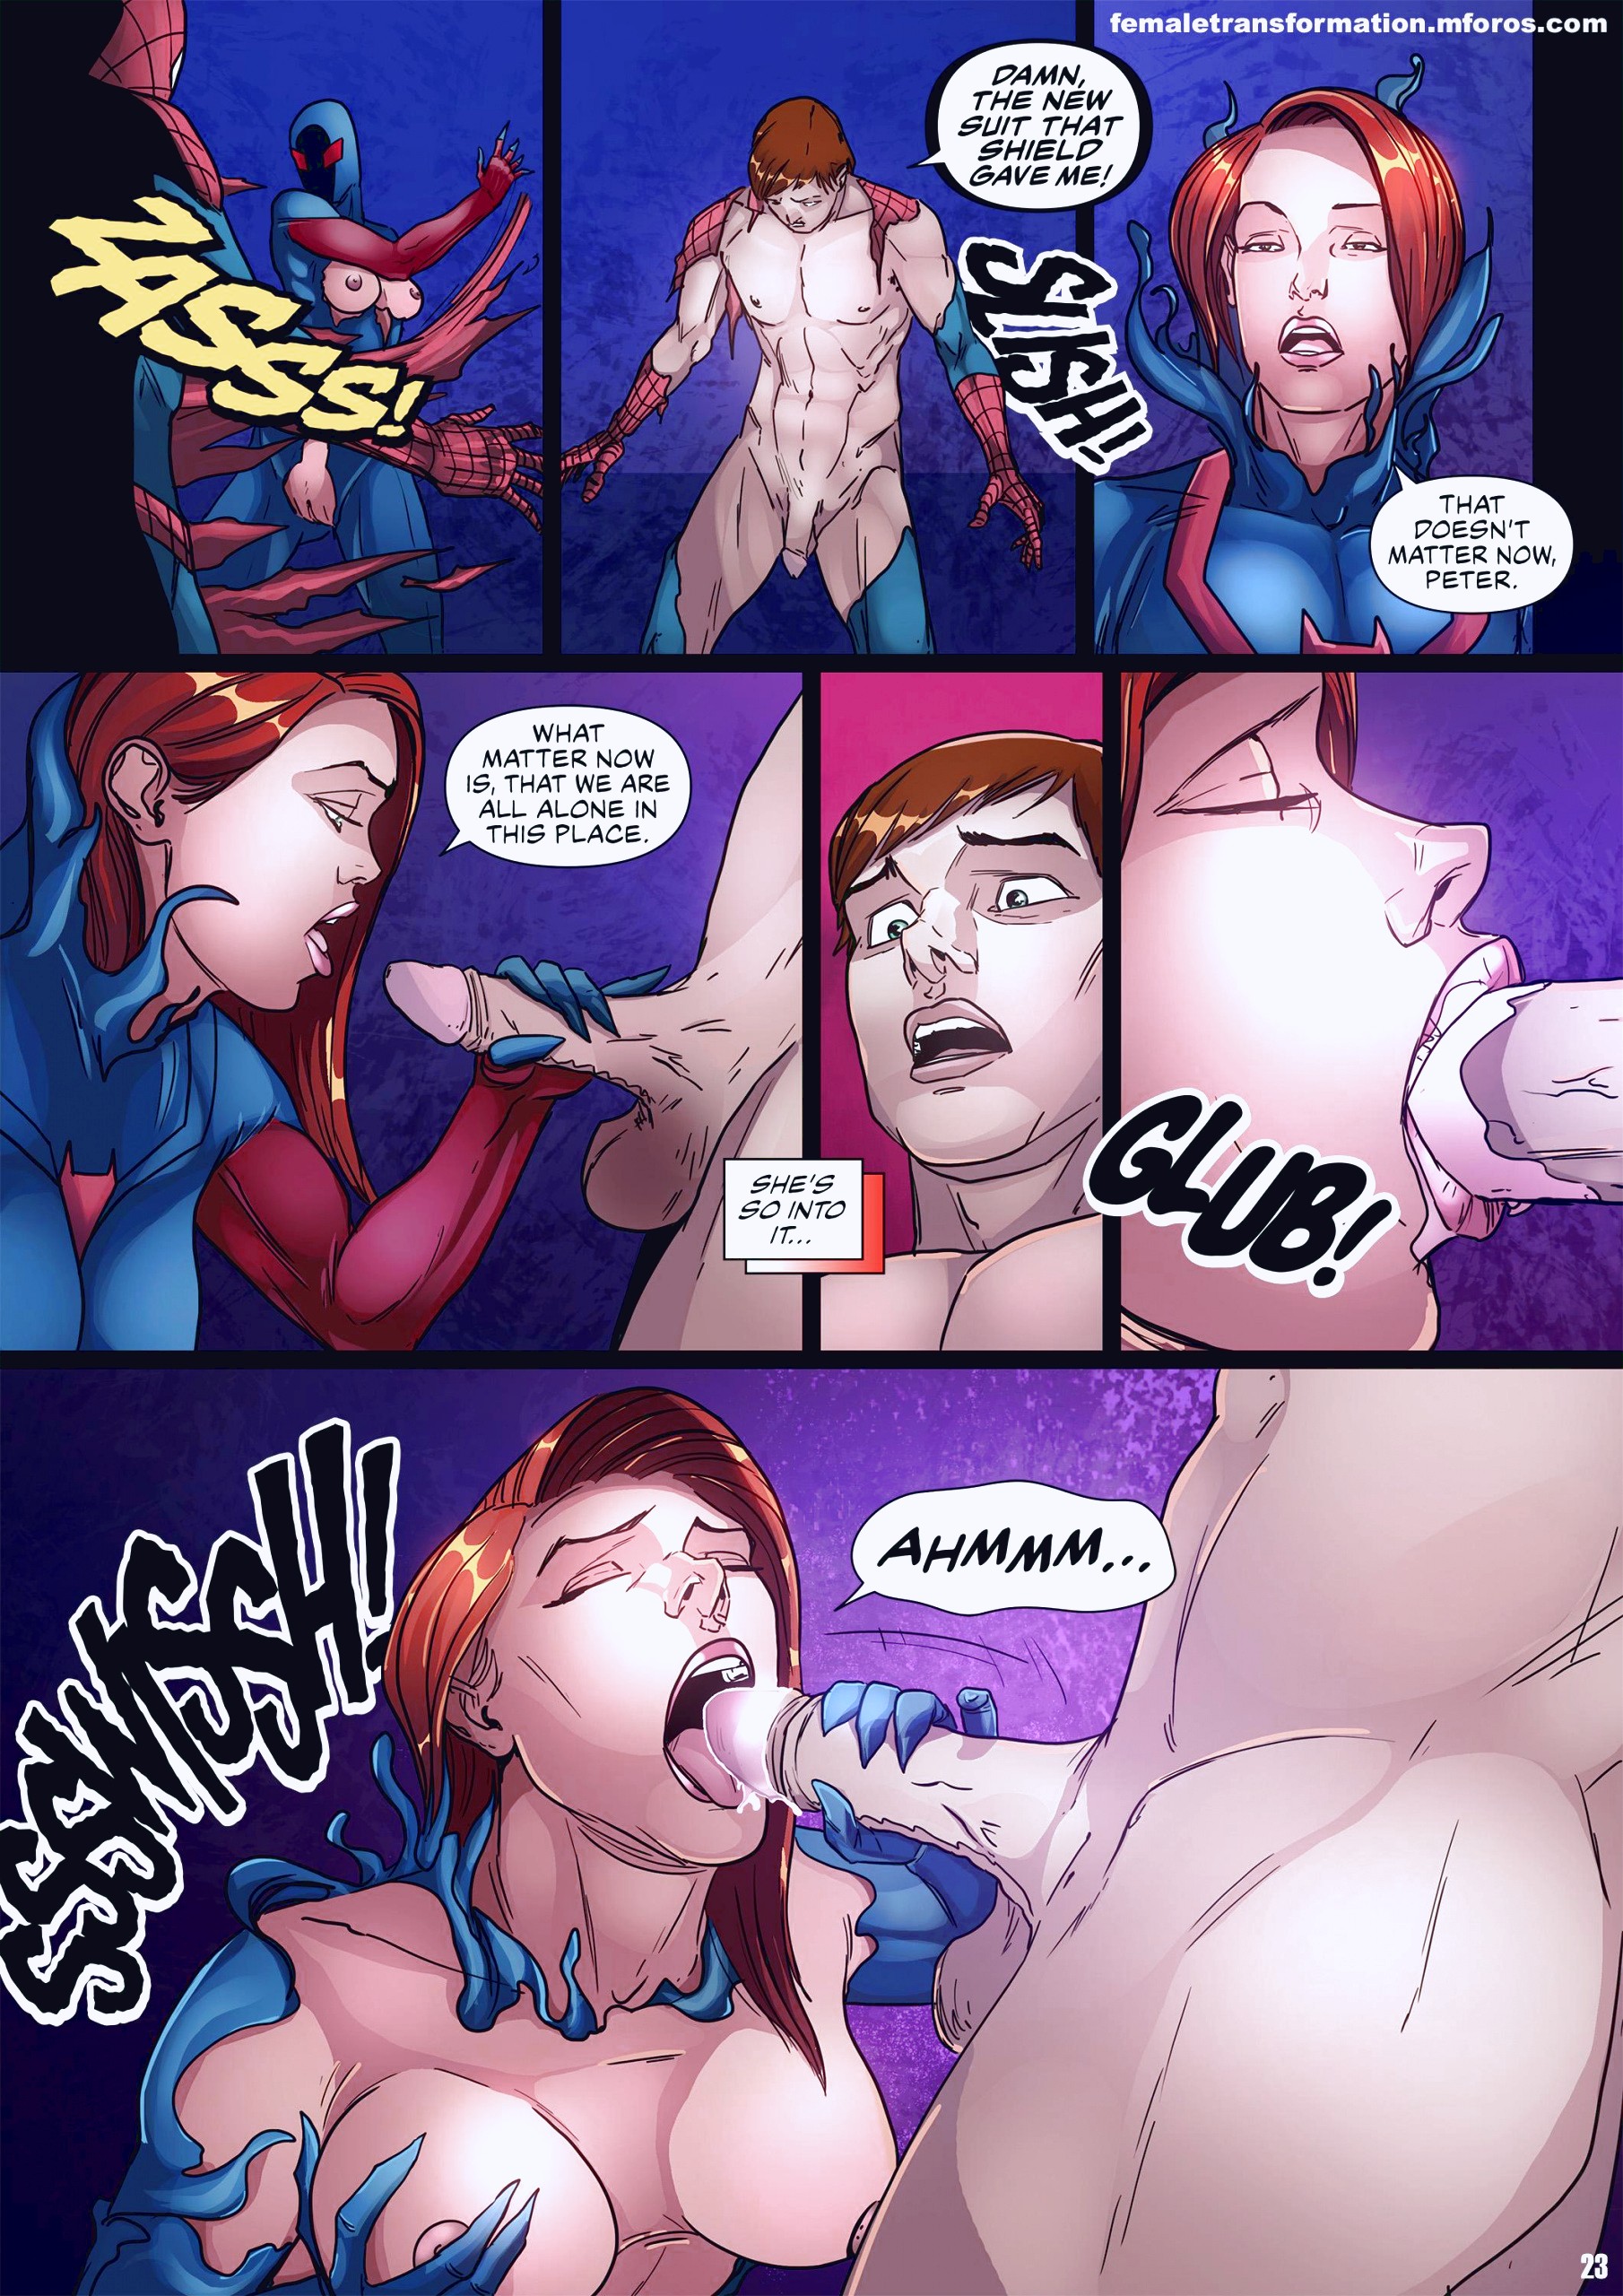 femaletransformation.mforos.com
DAMN,
THE NEW
SUIT THAT
SHIELD
GAVE ME!
ZASSS!
SLISH!
THAT
DOESN'T
MATTER NOW,
PETER.
WHAT
MATTER NOW
IS, THAT WE ARE
ALL ALONE IN
THIS PLACE.
SHE'S
SO INTO
IT...
GLUB!
AHMMM...
23